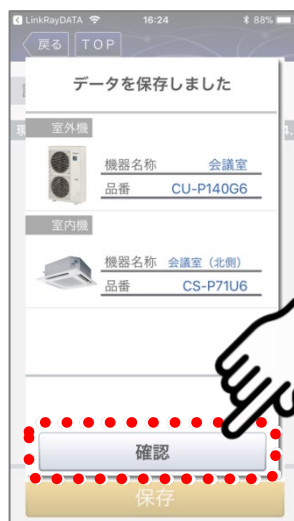 LinkRayDATA 16:24 88%
戻る TOP
データを保存しました
室外機
機器名称 会議室
品番 CU-P140G6
室内機
機器名称 会議室（北側）
品番 CS-P71U6
確認
保存